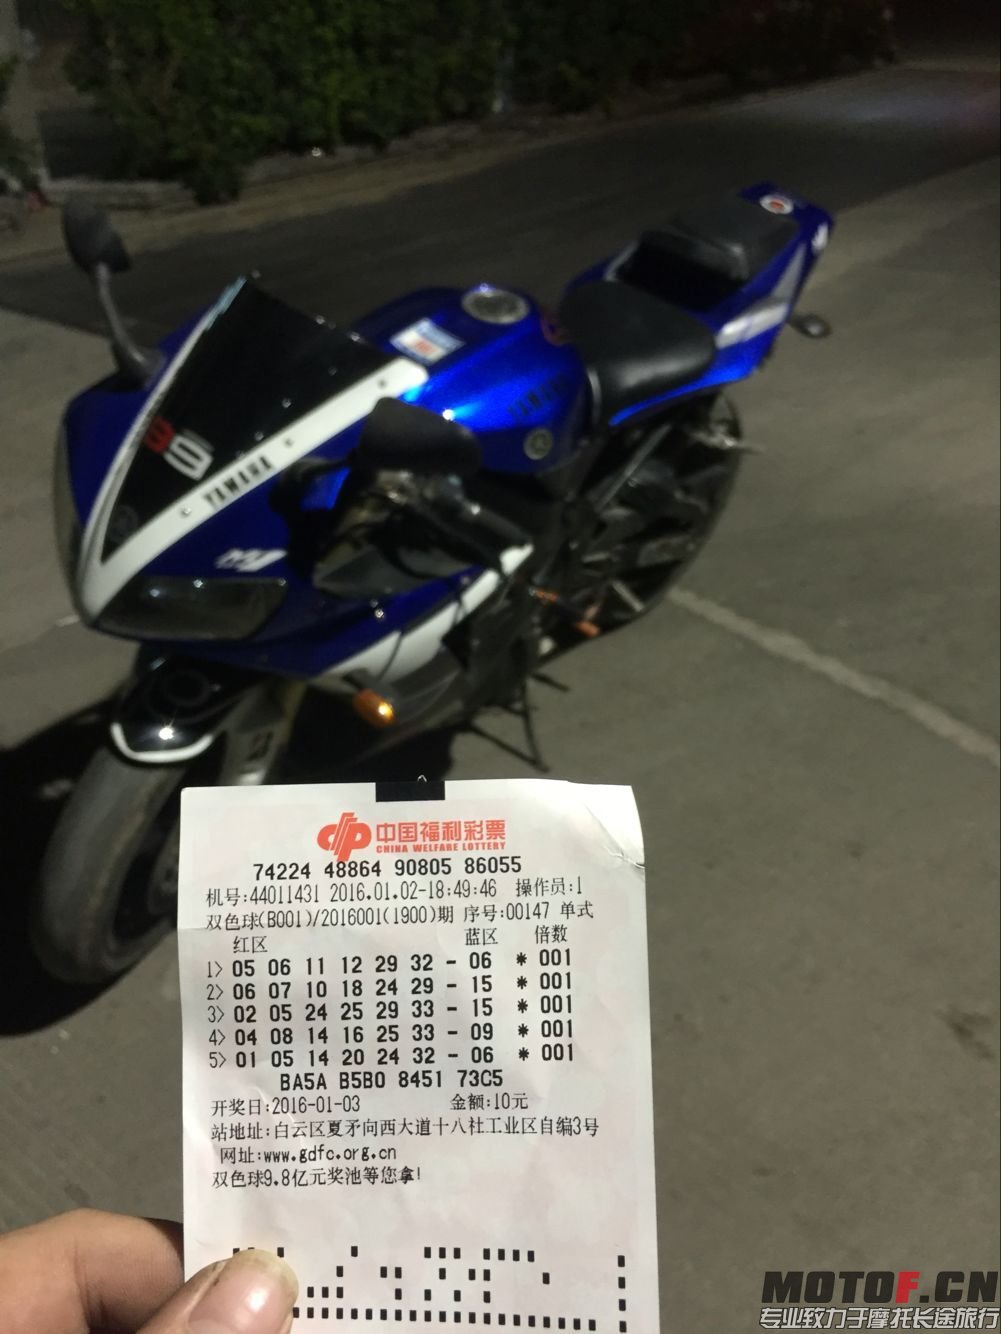 YAMAHA
YAMAHA
R1
中国福利彩票
CHINA WELFARE LOTTERY
74224 48864 90805 86055
机号:44011431 2016.01.02-18:49:46 操作员:1
双色球(B001)/2016001(1900)期 序号:00147 单式
红区 蓝区 倍数
1> 05 06 11 12 29 32 - 06 * 001
2> 06 07 10 18 24 29 - 15 * 001
3> 02 05 24 25 29 33 - 15 * 001
4> 04 08 14 16 25 33 - 09 * 001
5> 01 05 14 20 24 32 - 06 * 001
BA5A B5B0 8451 73C5
开奖日:2016-01-03 金额:10元
站地址:白云区夏矛向西大道十八社工业区自编3号
网址:www.gdfc.org.cn
双色球9.8亿元奖池等您拿!
MOTOF.CN
专业致力于摩托长途旅行